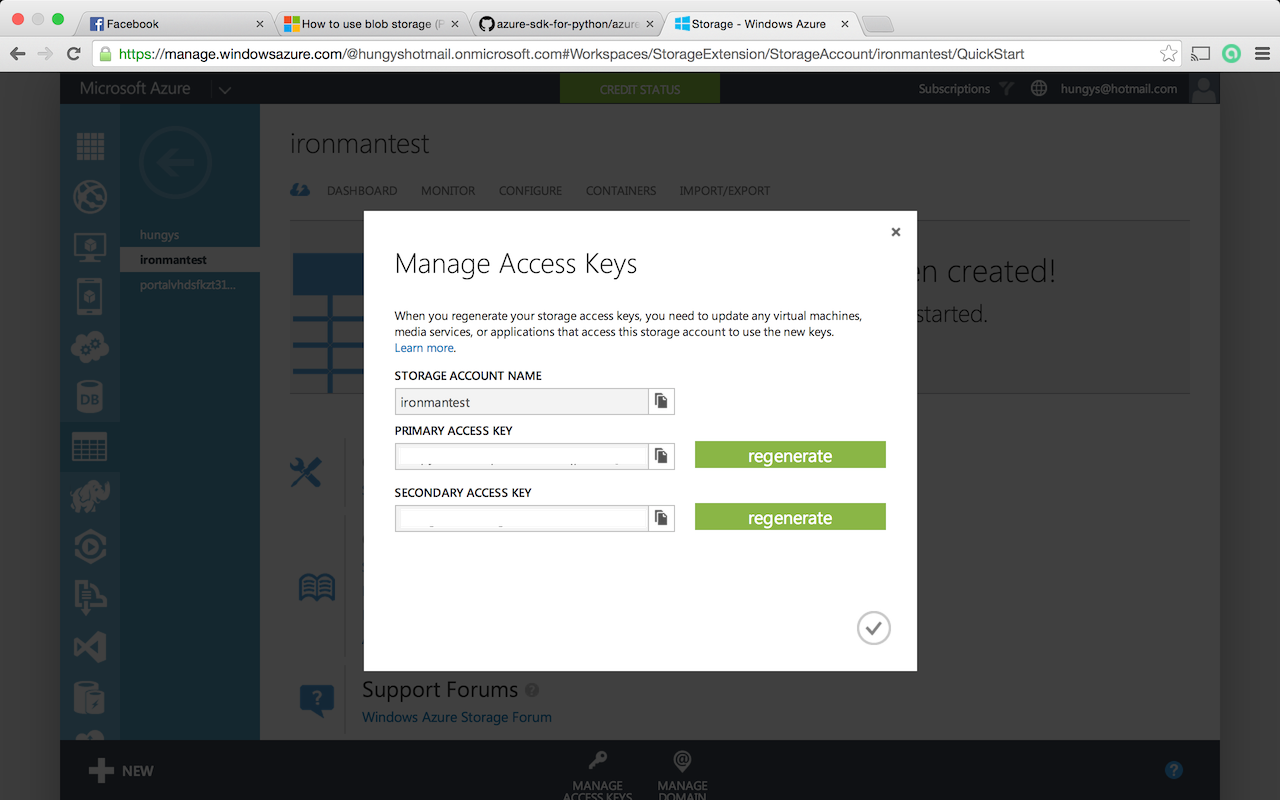 Facebook
How to use blob storage (P
azure-sdk-for-python/azure
Storage - Windows Azure
https://manage.windowsazure.com/@hungyshotmail.onmicrosoft.com#Workspaces/StorageExtension/StorageAccount/ironmantest/QuickStart
Microsoft Azure
CREDIT STATUS
Subscriptions
hungys@hotmail.com
ironmantest
DASHBOARD MONITOR CONFIGURE CONTAINERS IMPORT/EXPORT
hungys
ironmantest
portalvhdsfkzt31...
DB
created!
started.
Manage Access Keys
When you regenerate your storage access keys, you need to update any virtual machines,
media services, or applications that access this storage account to use the new keys.
Learn more.
STORAGE ACCOUNT NAME
ironmantest
PRIMARY ACCESS KEY
regenerate
SECONDARY ACCESS KEY
regenerate
Support Forums ?
Windows Azure Storage Forum
NEW
MANAGE
ACCESS KEYS
MANAGE
DOMAIN
?